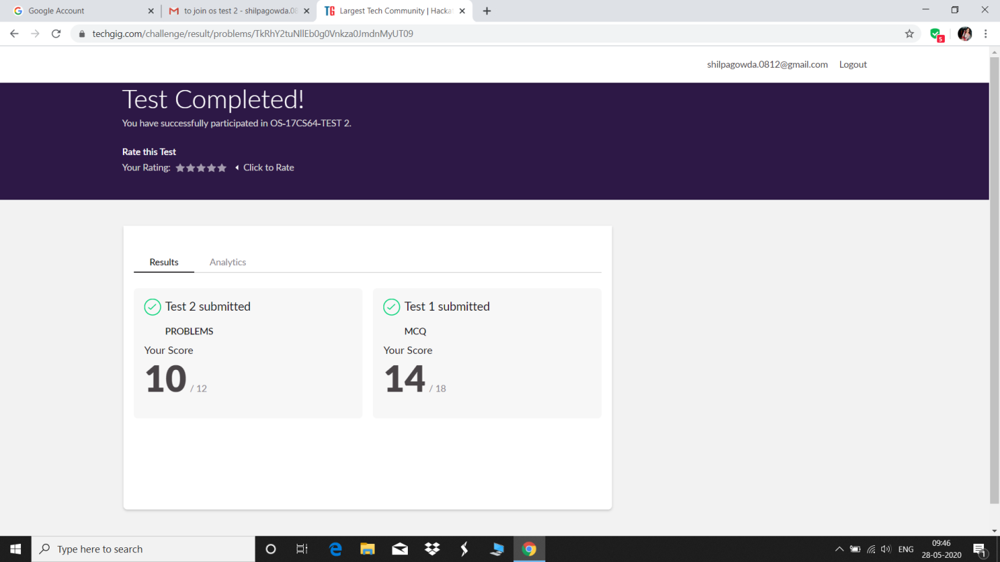 Google Account
to join os test 2 - shilpagowda.08
TG Largest Tech Community | Hacka
techgig.com/challenge/result/problems/TkRhY2tuNllEb0g0Vnkza0JmdnMyUT09
5
shilpagowda.0812@gmail.com Logout
Test Completed!
You have successfully participated in OS-17CS64-TEST 2.
Rate this Test
Your Rating: Click to Rate
Results Analytics
Test 2 submitted
PROBLEMS
Your Score
10 / 12
Test 1 submitted
MCQ
Your Score
14 / 18
Type here to search
ENG
09:46
28-05-2020
1